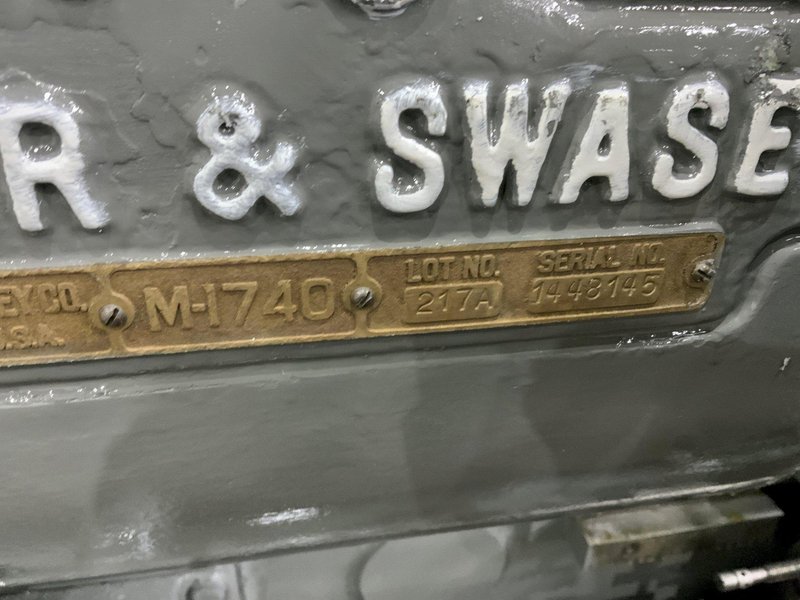 R & SWASE
EY CO.
.S.A.
M-1740
LOT NO.
217A
SERIAL NO.
1448145